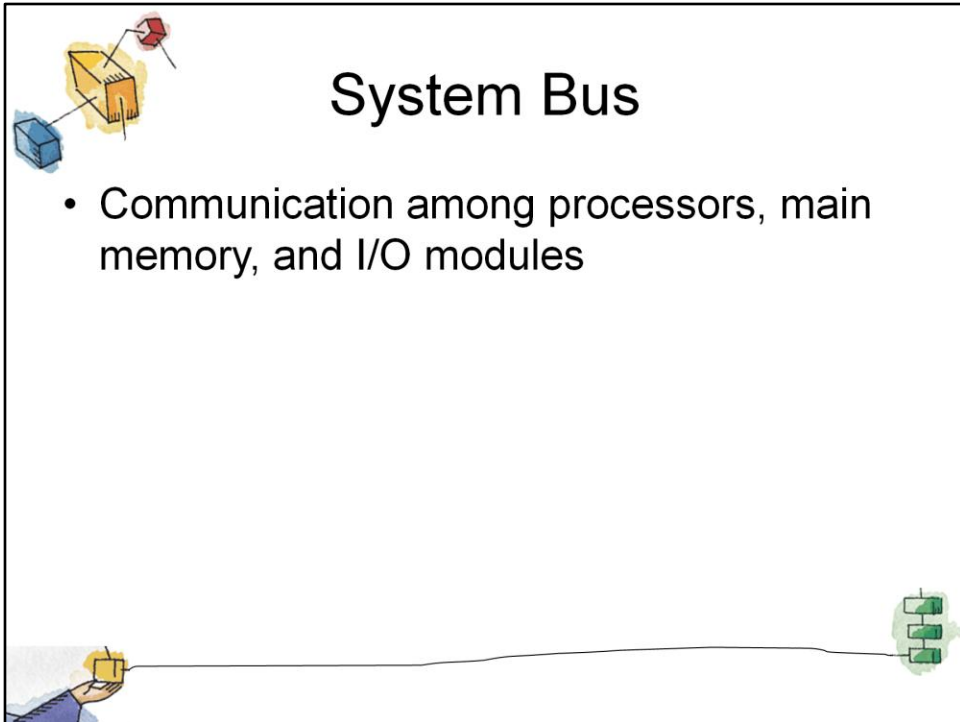 System Bus
• Communication among processors, main
memory, and I/O modules